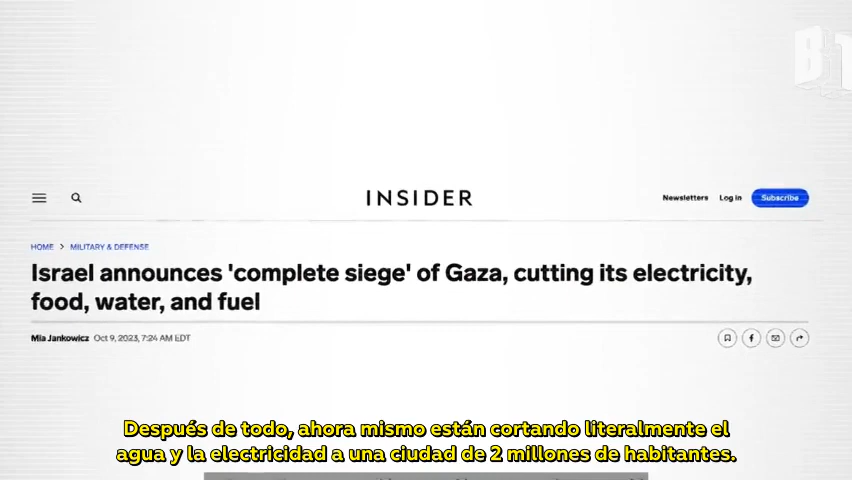 INSIDER
Newsletters Log in Subscribe
HOME > MILITARY & DEFENSE
Israel announces 'complete siege' of Gaza, cutting its electricity,
food, water, and fuel
Mia Jankowicz Oct 9, 2023, 7:24 AM EDT
Después de todo, ahora mismo están cortando literalmente el
agua y la electricidad a una ciudad de 2 millones de habitantes.